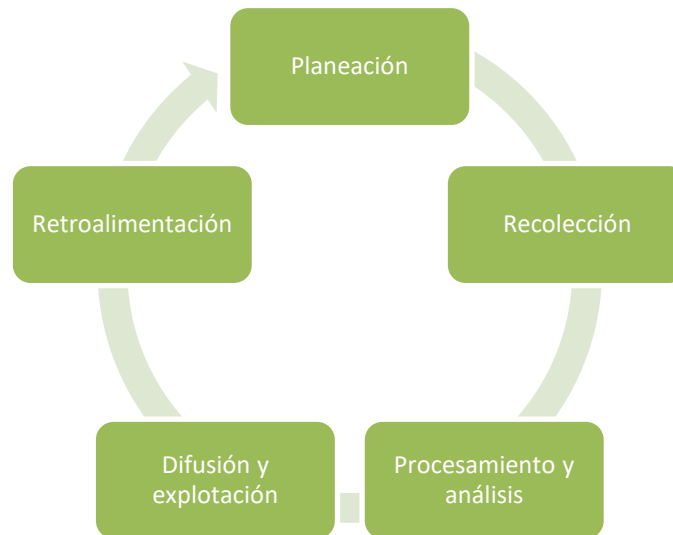 Planeación
Recolección
Procesamiento y
análisis
Difusión y
explotación
Retroalimentación